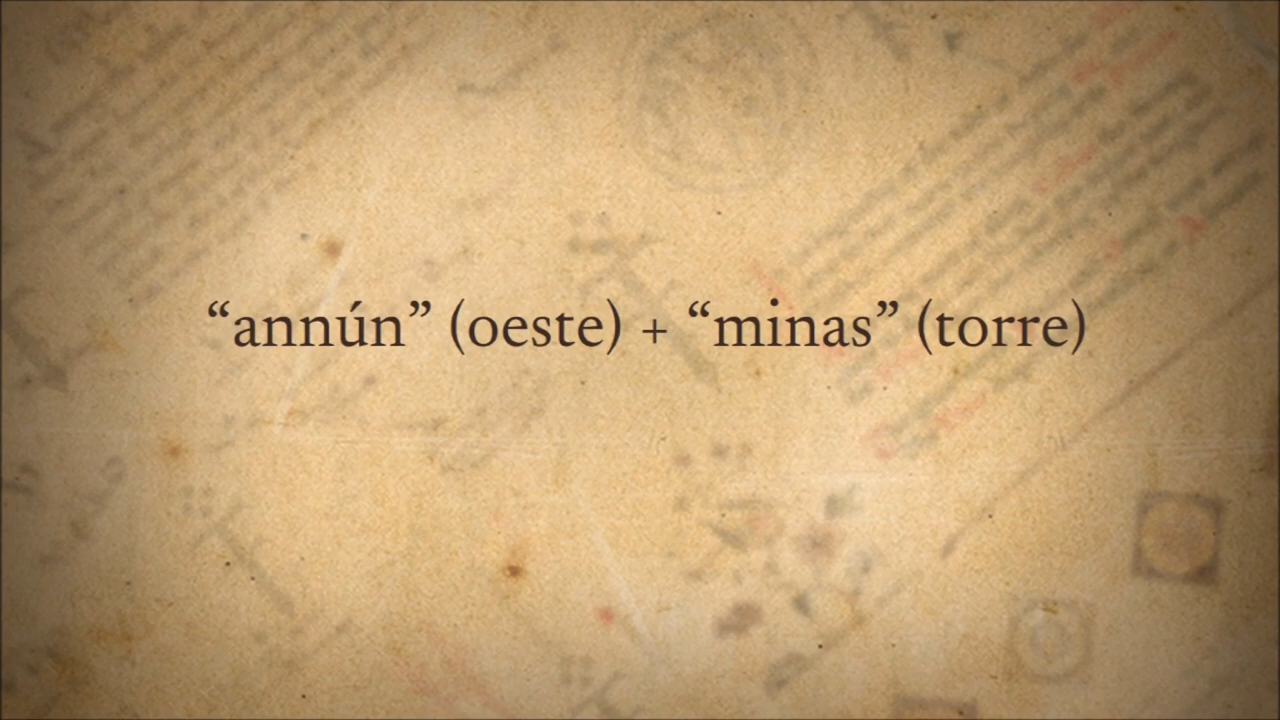 “annún” (oeste) + “minas” (torre)